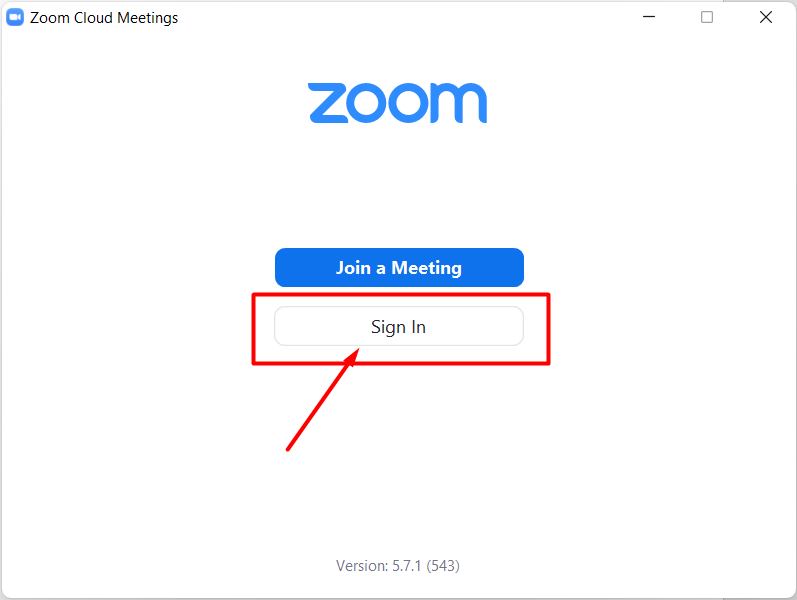 Zoom Cloud Meetings
zoom
Join a Meeting
Sign In
Version: 5.7.1 (543)